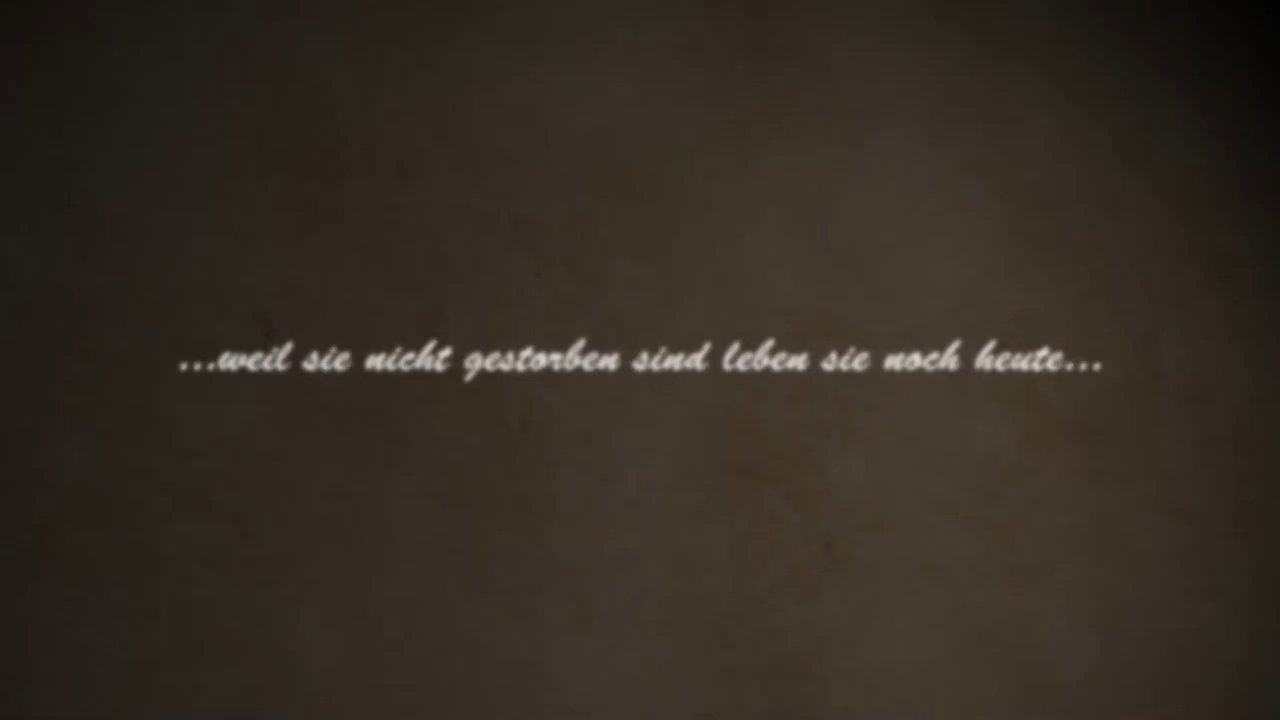 ...weil sie nicht gestorben sind leben sie noch heute...